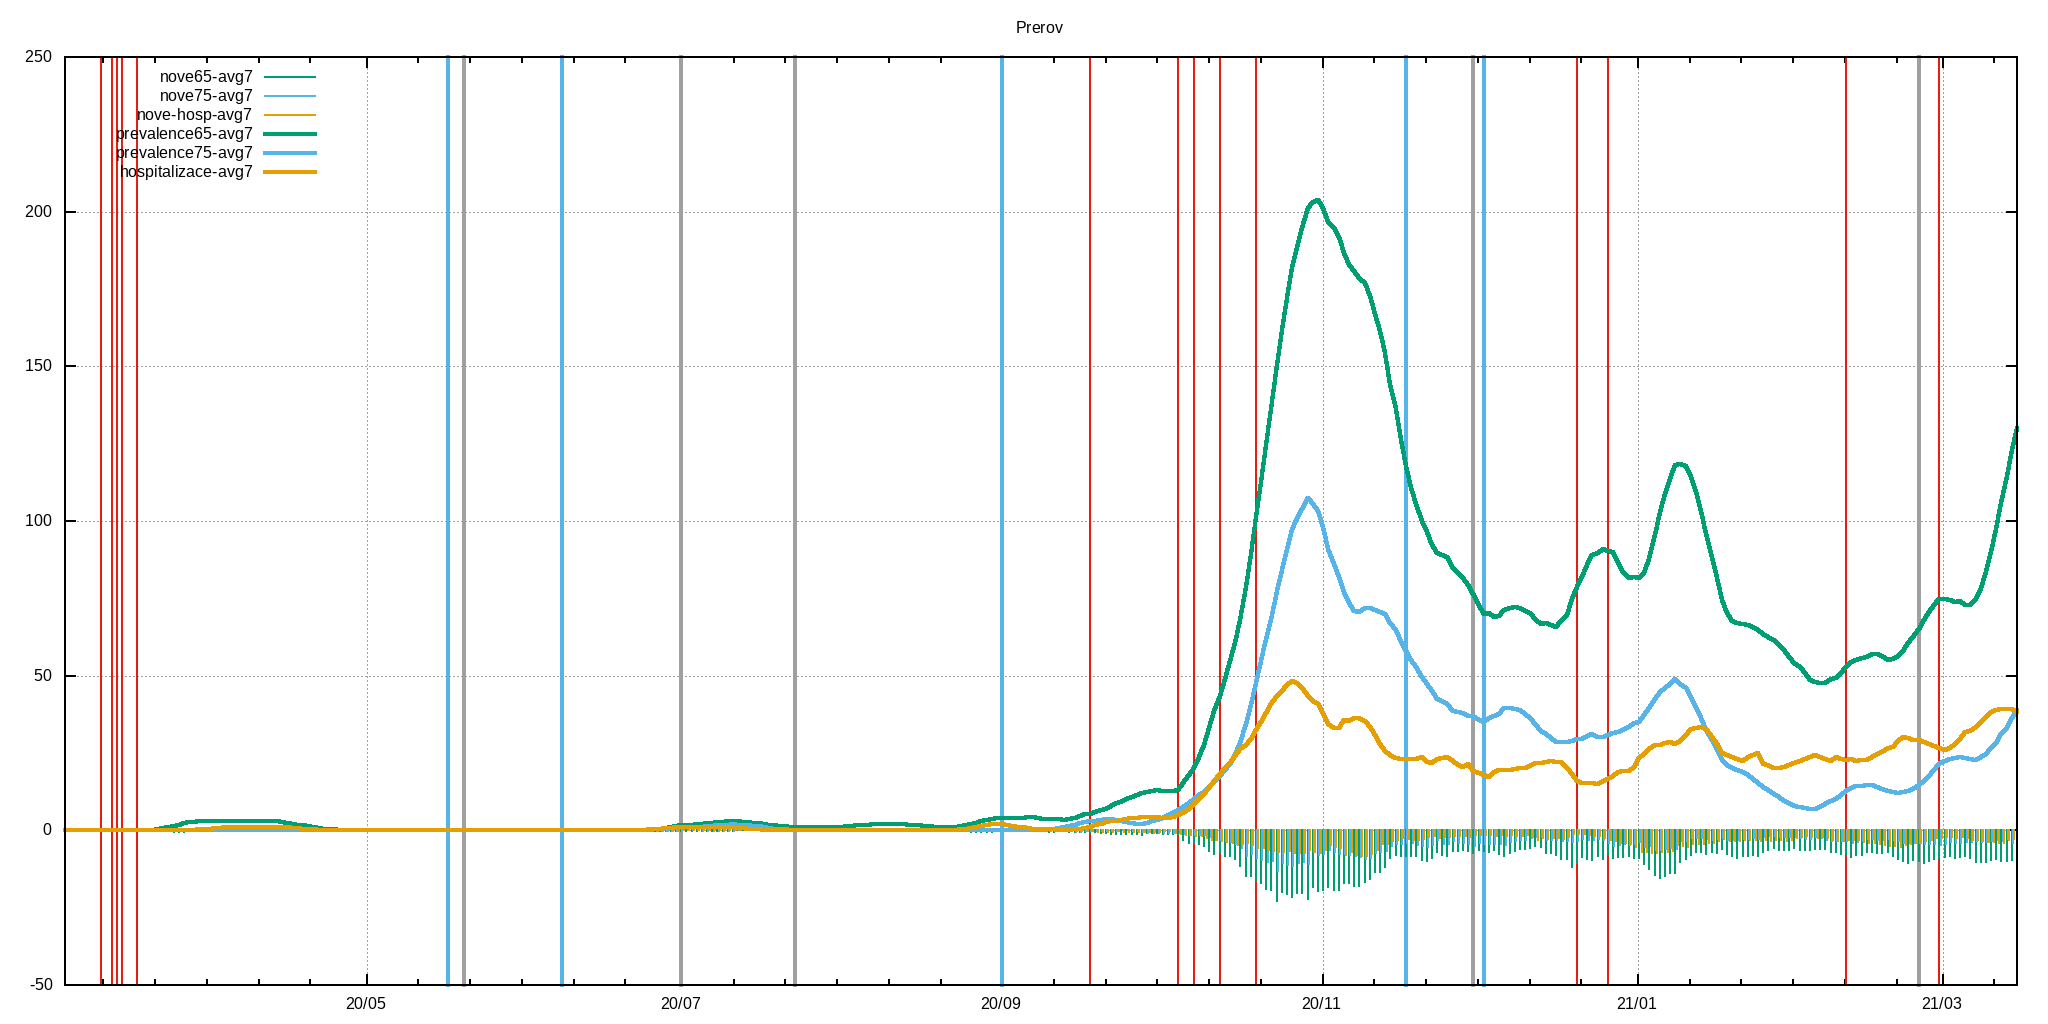 Prerov
250
nove65-avg7
nove75-avg7
nove-hosp-avg7
prevalence65-avg7
prevalence75-avg7
hospitalizace-avg7
200
150
100
50
0
-50
20/05 20/07 20/09 20/11 21/01 21/03